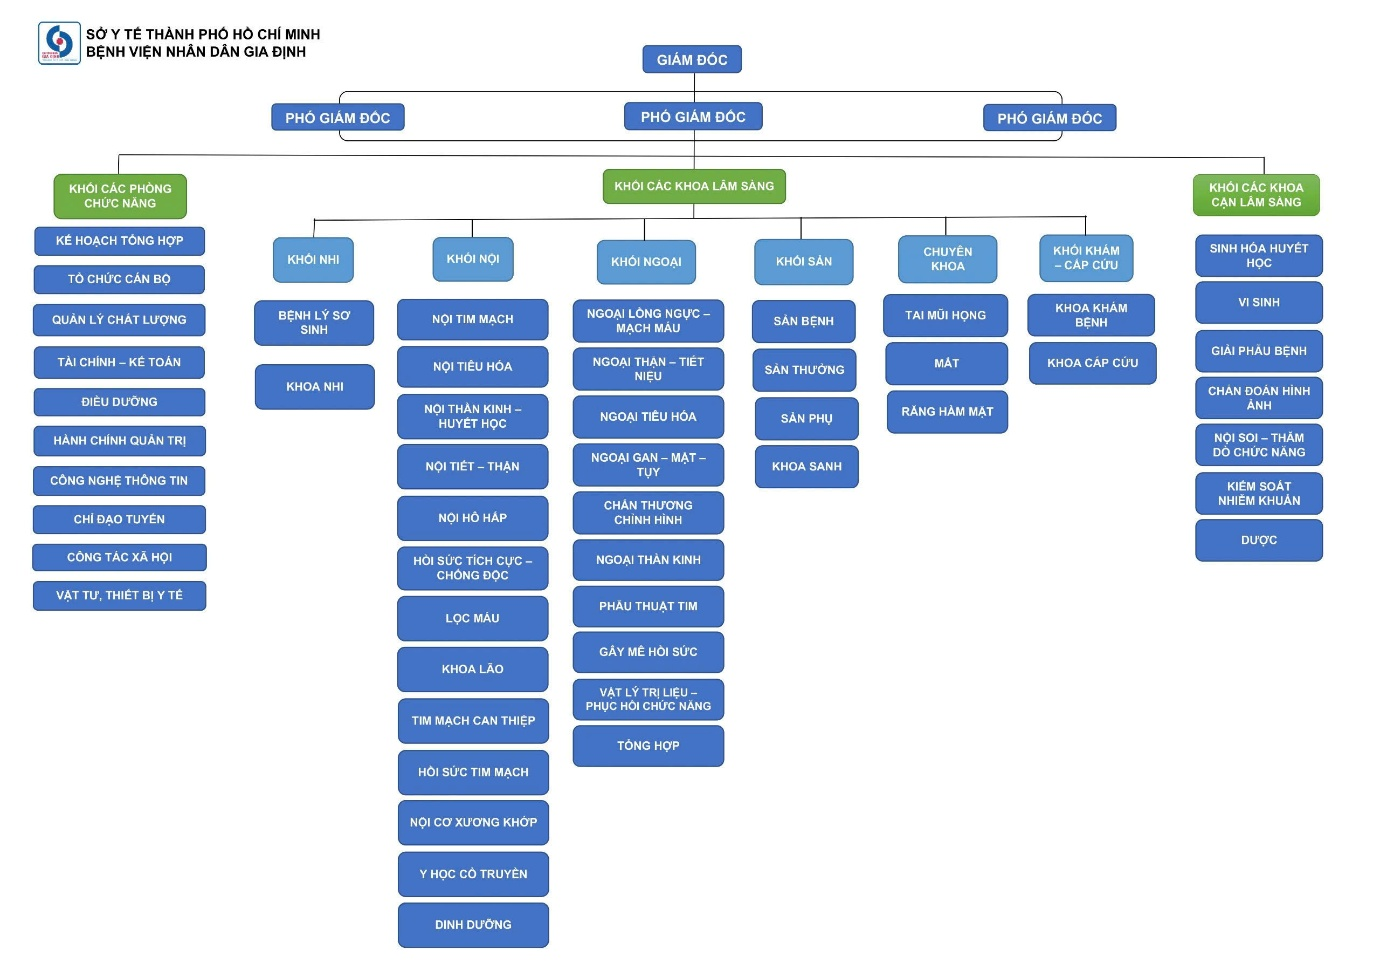 SỞ Y TẾ THÀNH PHỐ HỒ CHÍ MINH
BỆNH VIỆN NHÂN DÂN GIA ĐỊNH
GIÁM ĐỐC
PHÓ GIÁM ĐỐC
PHÓ GIÁM ĐỐC
PHÓ GIÁM ĐỐC
KHỐI CÁC PHÒNG
CHỨC NĂNG
KẾ HOẠCH TỔNG HỢP
TỔ CHỨC CÁN BỘ
QUẢN LÝ CHẤT LƯỢNG
TÀI CHÍNH – KẾ TOÁN
ĐIỀU DƯỠNG
HÀNH CHÍNH QUẢN TRỊ
CÔNG NGHỆ THÔNG TIN
CHỈ ĐẠO TUYẾN
CÔNG TÁC XÃ HỘI
VẬT TƯ, THIẾT BỊ Y TẾ
KHỐI CÁC KHOA LÂM SÀNG
KHỐI NHI
BỆNH LÝ SƠ
SINH
KHOA NHI
KHỐI NỘI
NỘI TIM MẠCH
NỘI TIÊU HÓA
NỘI THẦN KINH –
HUYẾT HỌC
NỘI TIẾT – THẬN
NỘI HÔ HẤP
HỒI SỨC TÍCH CỰC –
CHỐNG ĐỘC
LỌC MÁU
KHOA LÃO
TIM MẠCH CAN THIỆP
HỒI SỨC TIM MẠCH
NỘI CƠ XƯƠNG KHỚP
Y HỌC CỔ TRUYỀN
DINH DƯỠNG
KHỐI NGOẠI
NGOẠI LỒNG NGỰC –
MẠCH MÁU
NGOẠI THẬN – TIẾT
NIỆU
NGOẠI TIÊU HÓA
NGOẠI GAN – MẬT –
TỤY
CHẤN THƯƠNG
CHỈNH HÌNH
NGOẠI THẦN KINH
PHẪU THUẬT TIM
GÂY MÊ HỒI SỨC
VẬT LÝ TRỊ LIỆU –
PHỤC HỒI CHỨC NĂNG
TỔNG HỢP
KHỐI SẢN
SẢN BỆNH
SẢN THƯỜNG
SẢN PHỤ
KHOA SANH
CHUYÊN
KHOA
TAI MŨI HỌNG
MẮT
RĂNG HÀM MẶT
KHỐI KHÁM
– CẤP CỨU
KHOA KHÁM
BỆNH
KHOA CẤP CỨU
KHỐI CÁC KHOA
CẬN LÂM SÀNG
SINH HÓA HUYẾT
HỌC
VI SINH
GIẢI PHẪU BỆNH
CHẨN ĐOÁN HÌNH
ẢNH
NỘI SOI – THĂM
DÒ CHỨC NĂNG
KIỂM SOÁT
NHIỄM KHUẨN
DƯỢC